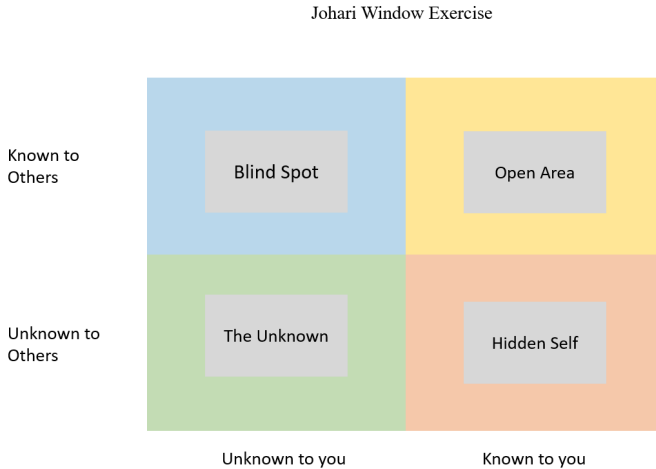 Johari Window Exercise
Known to
Others
Blind Spot
Open Area
Unknown to
Others
The Unknown
Hidden Self
Unknown to you
Known to you